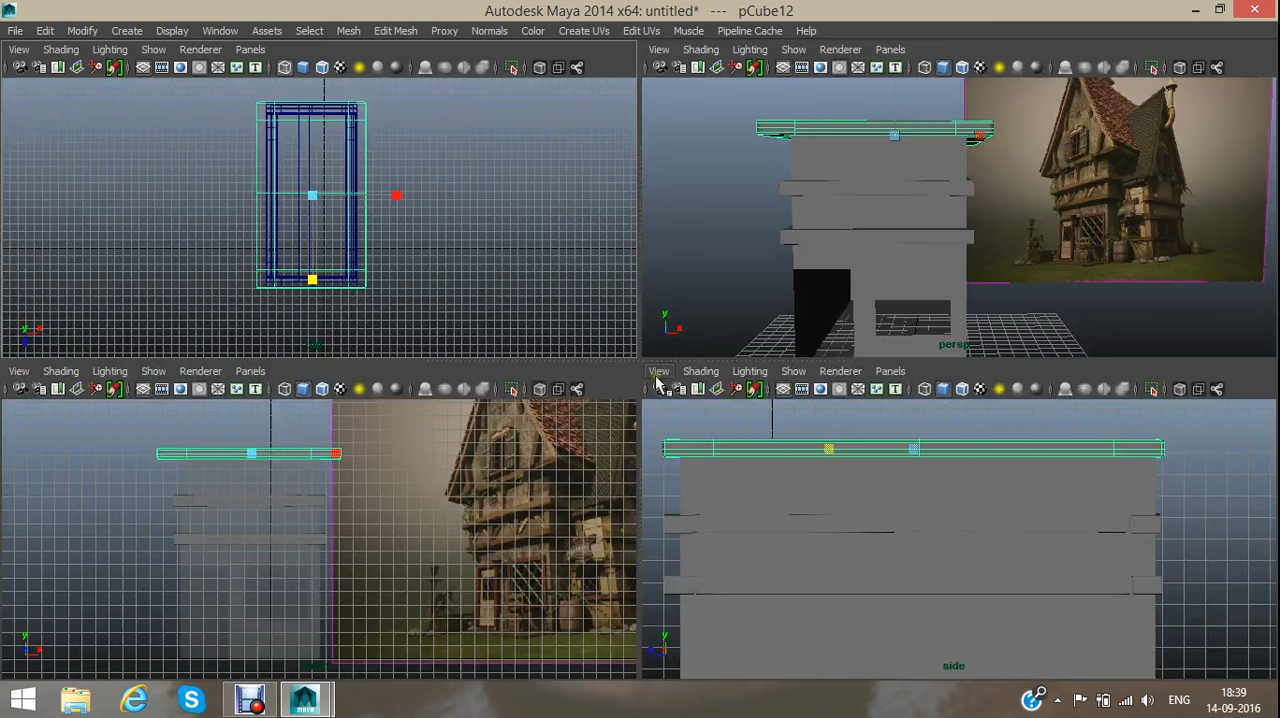 Autodesk Maya 2014 x64: untitled* --- pCube12
File Edit Modify Create Display Window Assets Select Mesh Edit Mesh Proxy Normals Color Create UVs Edit UVs Muscle Pipeline Cache Help
View Shading Lighting Show Renderer Panels
View Shading Lighting Show Renderer Panels
y x
y x
persp
View Shading Lighting Show Renderer Panels
View Shading Lighting Show Renderer Panels
y x
y
side
MAYA
ENG
18:39
14-09-2016